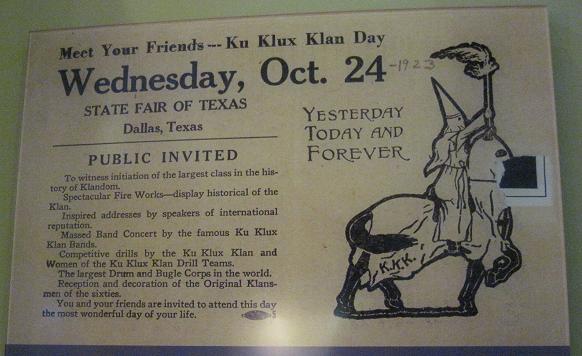 Meet Your Friends--- Ku Klux Klan Day
Wednesday, Oct. 24 -1923
STATE FAIR OF TEXAS
Dallas, Texas
PUBLIC INVITED
To witness initiation of the largest class in the his-
tory of Klandom.
Spectacular Fire Works—display historical of the
Klan.
Inspired addresses by speakers of international
reputation.
Massed Band Concert by the famous Ku Klux
Klan Bands.
Competitive drills by the Ku Klux Klan and
Women of the Ku Klux Klan Drill Teams.
The largest Drum and Bugle Corps in the world.
Reception and decoration of the Original Klans-
men of the sixties.
You and your friends are invited to attend this day
the most wonderful day of your life.
YESTERDAY
TODAY AND
FOREVER
K.K.K.